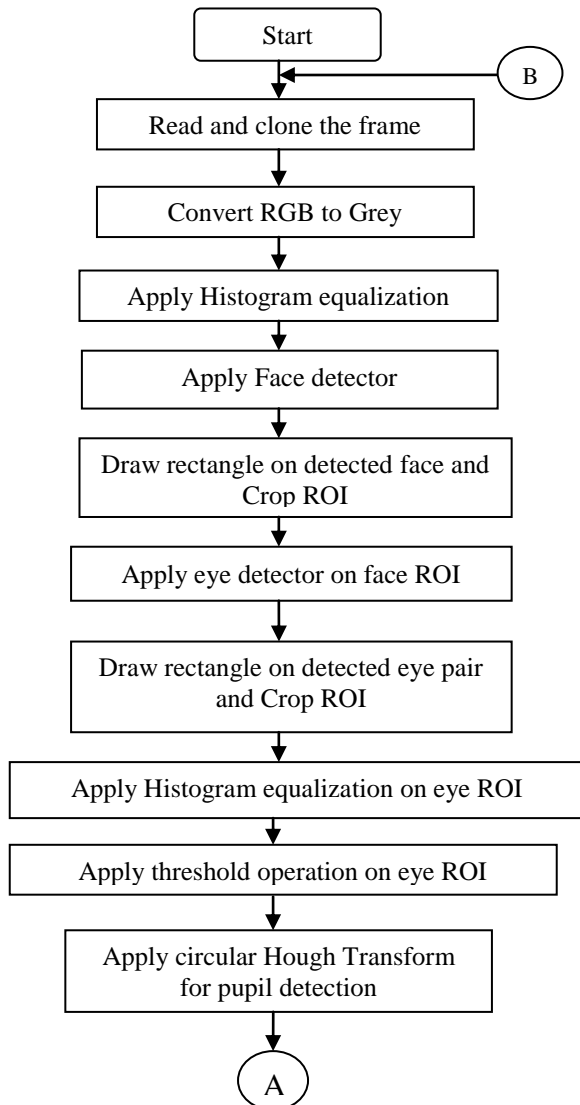 Start
B
Read and clone the frame
Convert RGB to Grey
Apply Histogram equalization
Apply Face detector
Draw rectangle on detected face and
Crop ROI
Apply eye detector on face ROI
Draw rectangle on detected eye pair
and Crop ROI
Apply Histogram equalization on eye ROI
Apply threshold operation on eye ROI
Apply circular Hough Transform
for pupil detection
A